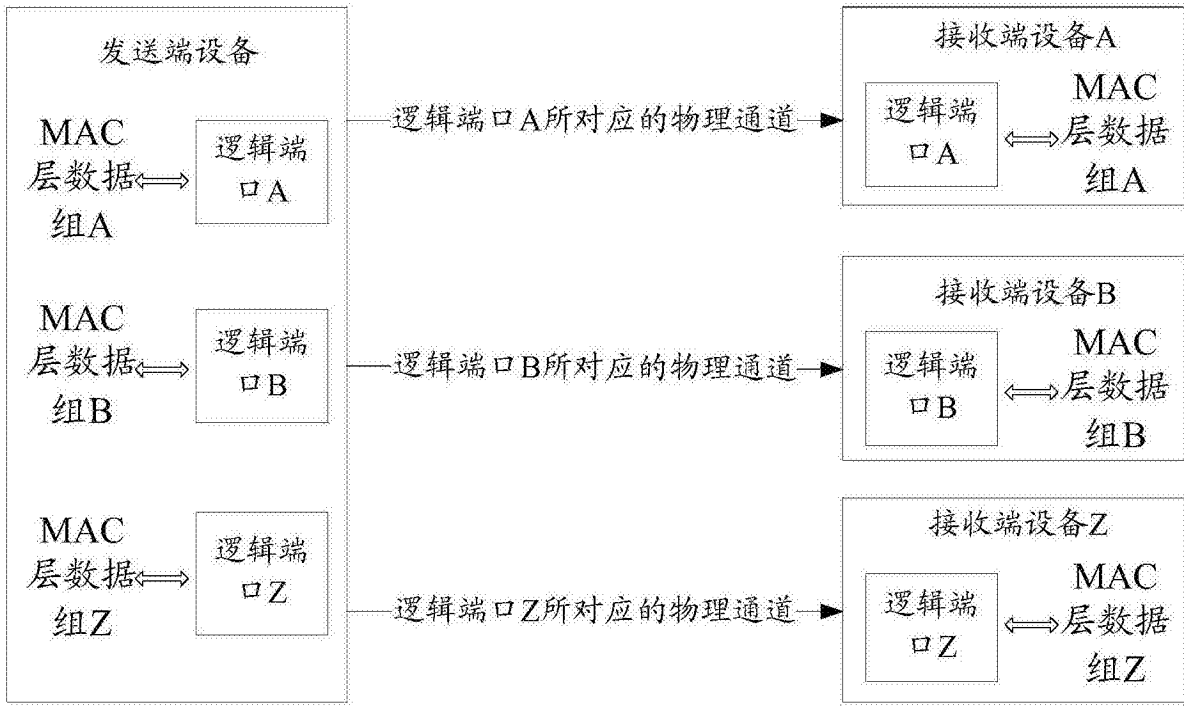 发送端设备
MAC
层数据
组A
逻辑端
口A
MAC
层数据
组B
逻辑端
口B
MAC
层数据
组Z
逻辑端
口Z
逻辑端口A所对应的物理通道
逻辑端口B所对应的物理通道
逻辑端口Z所对应的物理通道
接收端设备A
逻辑端
口A
MAC
层数据
组A
接收端设备B
逻辑端
口B
MAC
层数据
组B
接收端设备Z
逻辑端
口Z
MAC
层数据
组Z